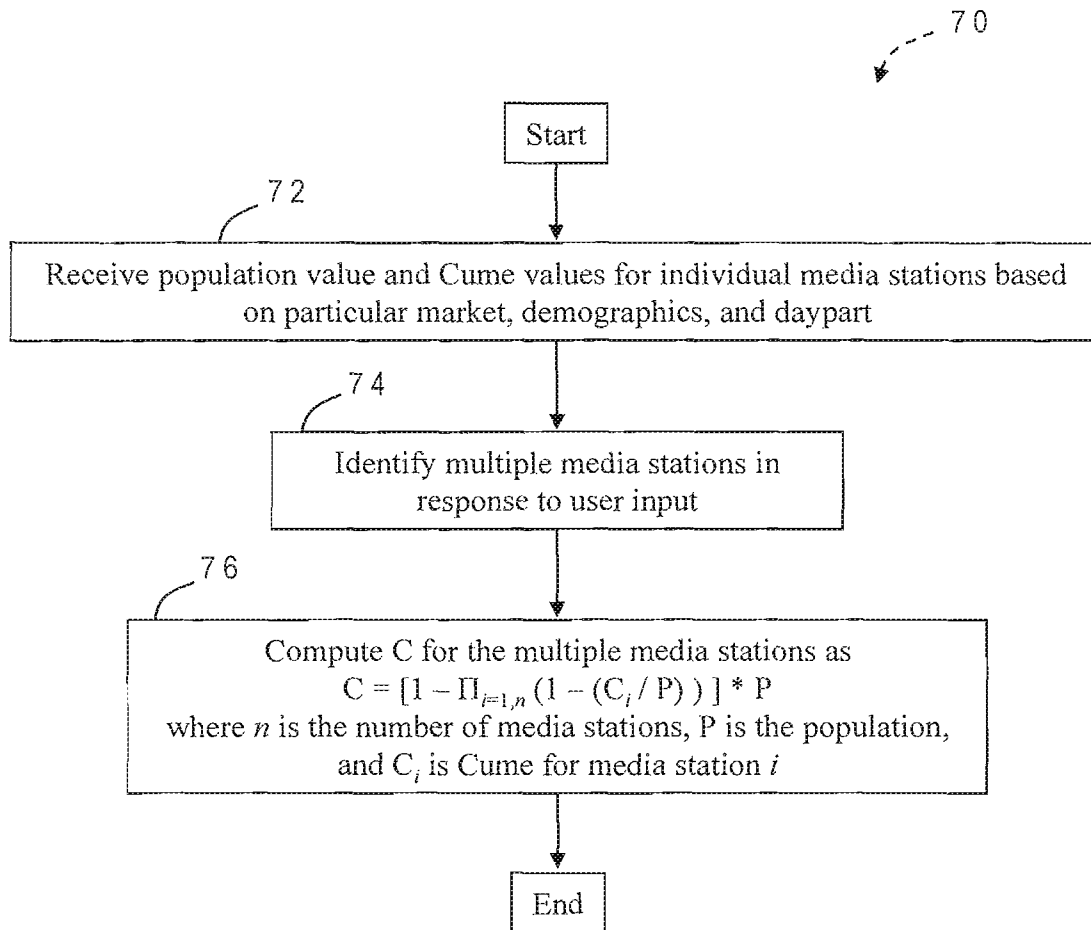 70
Start
72
Receive population value and Cume values for individual media stations based
on particular market, demographics, and daypart
74
Identify multiple media stations in
response to user input
76
Compute C for the multiple media stations as
C = [1 – Π i=1,n (1 – (C i / P) ) ] * P
where n is the number of media stations, P is the population,
and C i is Cume for media station i
End